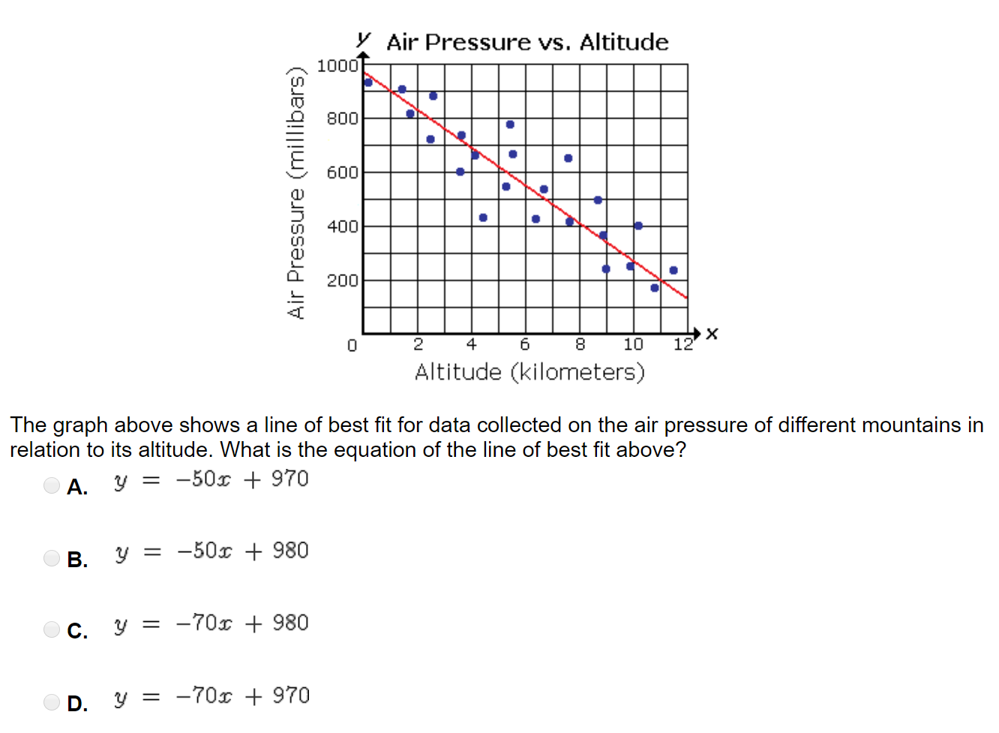 y Air Pressure vs. Altitude
1000
800
600
400
200
0
Air Pressure (millibars)
2 4 6 8 10 12
x
Altitude (kilometers)
The graph above shows a line of best fit for data collected on the air pressure of different mountains in
relation to its altitude. What is the equation of the line of best fit above?
A. y = −50x + 970
B. y = −50x + 980
C. y = −70x + 980
D. y = −70x + 970